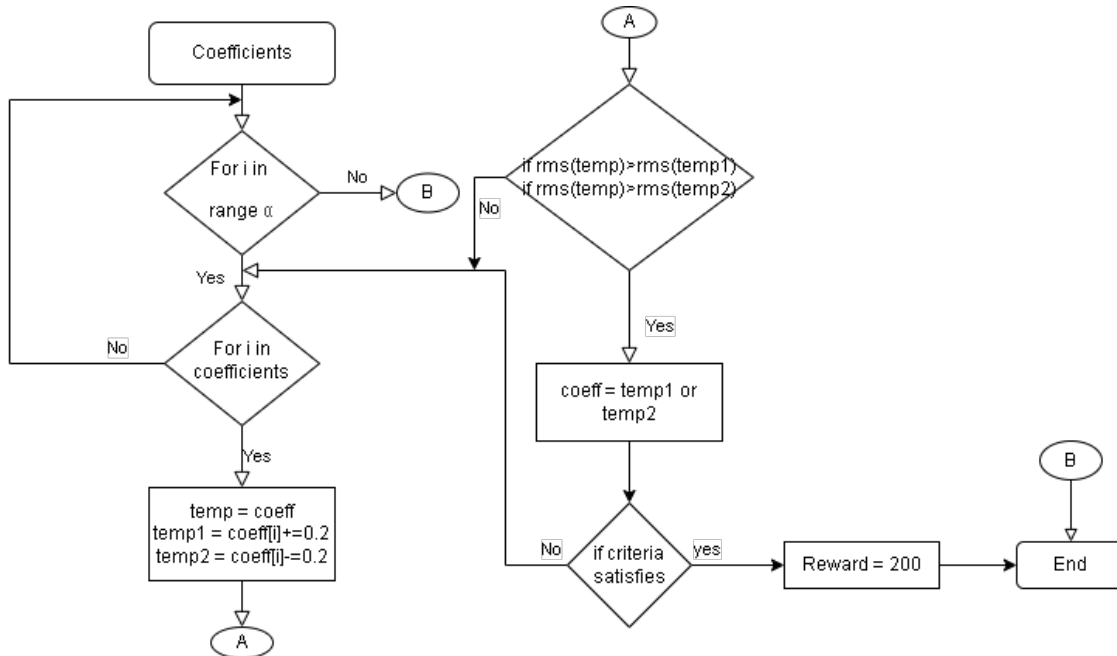 Coefficients
For i in
range α
No
B
Yes
For i in
coefficients
No
Yes
temp = coeff
temp1 = coeff[i]+=0.2
temp2 = coeff[i]-=0.2
A
A
if rms(temp)>rms(temp1)
if rms(temp)>rms(temp2)
No
Yes
coeff = temp1 or
temp2
if criteria
satisfies
No
yes
Reward = 200
B
End